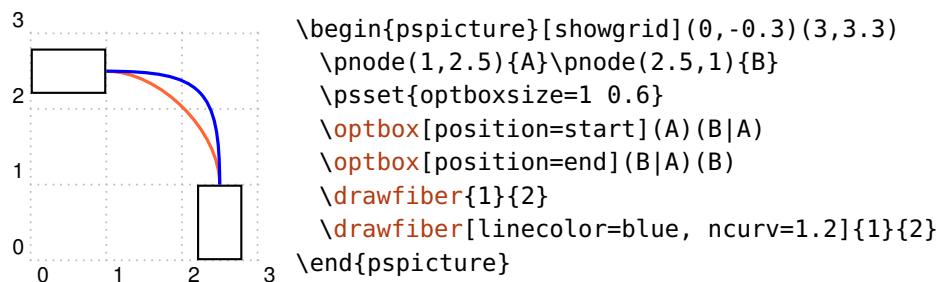 3
2
1
0
0 1 2 3
\begin{pspicture}[showgrid](0,-0.3)(3,3.3)
\pnode(1,2.5){A}\pnode(2.5,1){B}
\psset{optboxsize=1 0.6}
\optbox[position=start](A)(B|A)
\optbox[position=end](B|A)(B)
\drawfiber{1}{2}
\drawfiber[linecolor=blue, ncurv=1.2]{1}{2}
\end{pspicture}